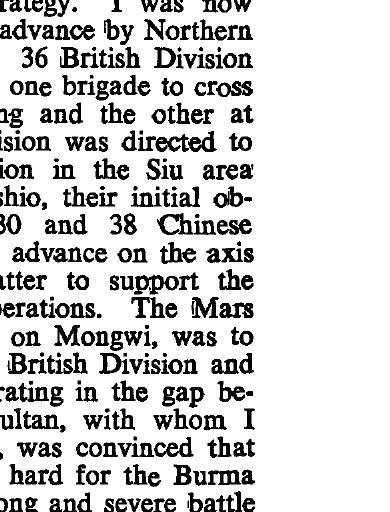 rategy. I was now
advance by Northern
36 British Division
one brigade to cross
ng and the other at
ision was directed to
ion in the Siu area
shio, their initial ob-
30 and 38 Chinese
advance on the axis
atter to support the
perations. The Mars
on Mongwi, was to
British Division and
rating in the gap be-
ultan, with whom I
, was convinced that
hard for the Burma
ong and severe battle